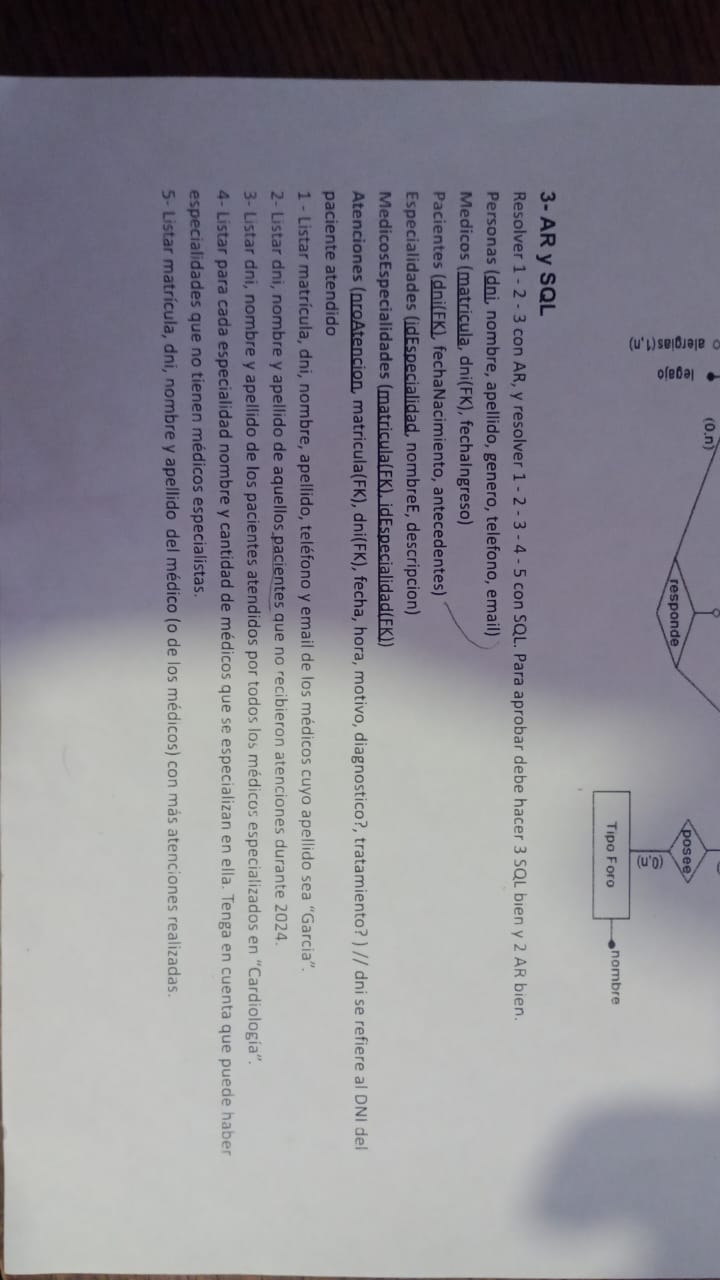 (0,n)
alergias(1,n)
legajo
responde
posee
(0,n)
Tipo Foro
nombre
3- AR y SQL
Resolver 1 - 2 - 3 con AR, y resolver 1 - 2 - 3 - 4 - 5 con SQL. Para aprobar debe hacer 3 SQL bien y 2 AR bien.
Personas (dni, nombre, apellido, genero, telefono, email)
Medicos (matricula, dni(FK), fechaIngreso)
Pacientes (dni(FK), fechaNacimiento, antecedentes)
Especialidades (idEspecialidad, nombreE, descripcion)
MedicosEspecialidades (matricula(FK), idEspecialidad(FK))
Atenciones (nroAtencion, matricula(FK), dni(FK), fecha, hora, motivo, diagnostico?, tratamiento? ) // dni se refiere al DNI del
paciente atendido
1 - Listar matrícula, dni, nombre, apellido, teléfono y email de los médicos cuyo apellido sea “Garcia”.
2- Listar dni, nombre y apellido de aquellos pacientes que no recibieron atenciones durante 2024.
3- Listar dni, nombre y apellido de los pacientes atendidos por todos los médicos especializados en “Cardiología”.
4- Listar para cada especialidad nombre y cantidad de médicos que se especializan en ella. Tenga en cuenta que puede haber
especialidades que no tienen médicos especialistas.
5- Listar matrícula, dni, nombre y apellido del médico (o de los médicos) con más atenciones realizadas.